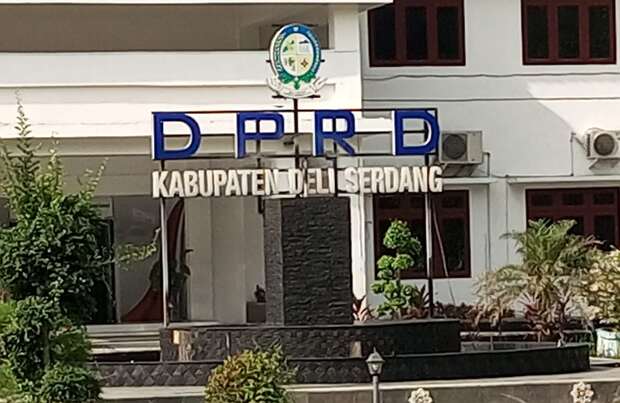 DPRD
KABUPATEN DELI SERDANG